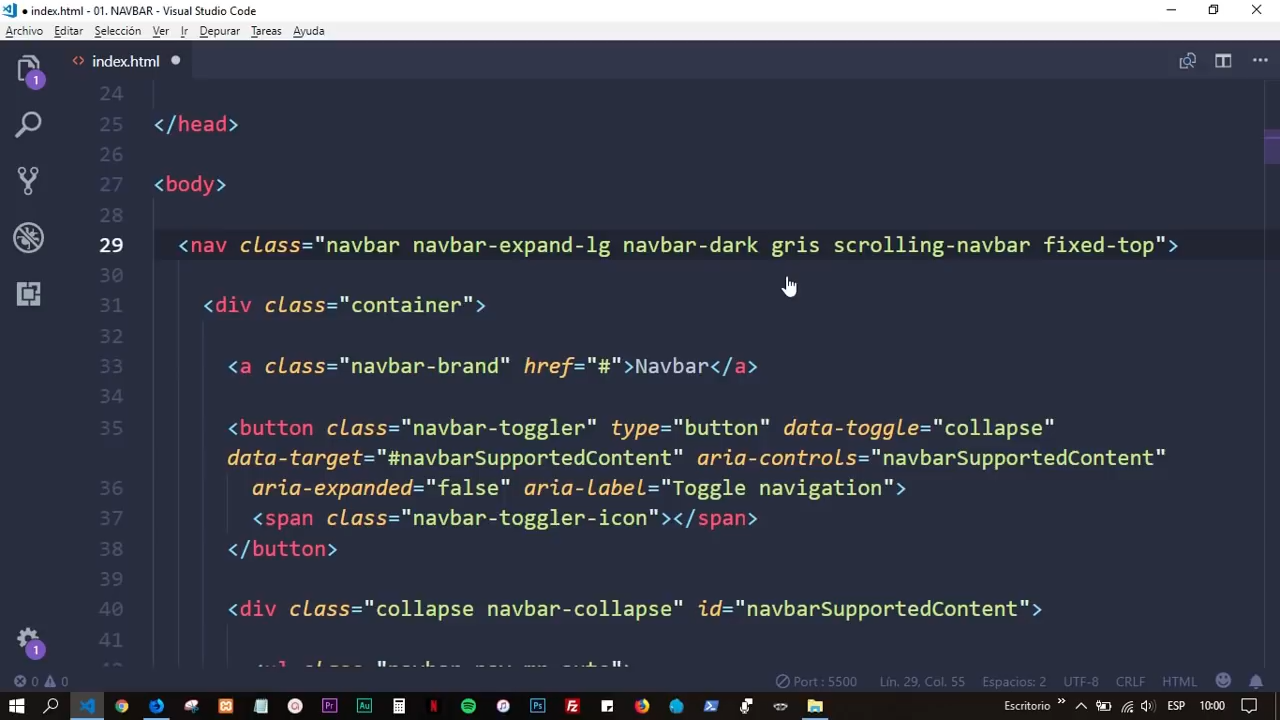 index.html - 01. NAVBAR - Visual Studio Code
Archivo Editar Selección Ver Ir Depurar Tareas Ayuda
index.html
24
25 </head>
26
27 <body>
28
29 <nav class="navbar navbar-expand-lg navbar-dark gris scrolling-navbar fixed-top">
30
31 <div class="container">
32
33 <a class="navbar-brand" href="#">Navbar</a>
34
35 <button class="navbar-toggler" type="button" data-toggle="collapse"
data-target="#navbarSupportedContent" aria-controls="navbarSupportedContent"
36 aria-expanded="false" aria-label="Toggle navigation">
37 <span class="navbar-toggler-icon"></span>
38 </button>
39
40 <div class="collapse navbar-collapse" id="navbarSupportedContent">
41
1
1
0 0 Port : 5500 Lín. 29, Col. 55 Espacios: 2 UTF-8 CRLF HTML
Escritorio » ESP 10:00